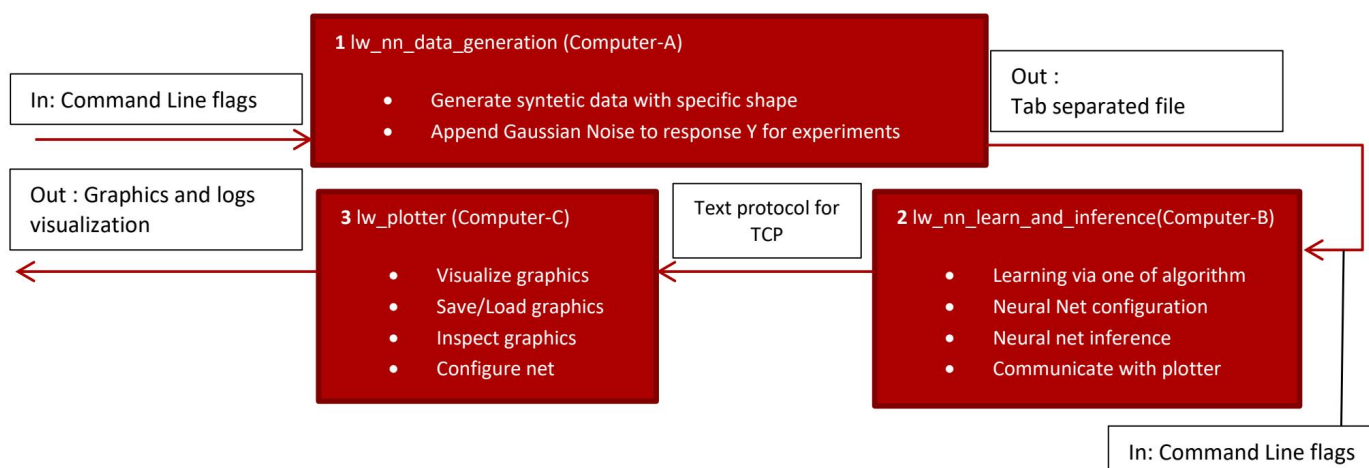 1 lw_nn_data_generation (Computer-A)
• Generate syntetic data with specific shape
• Append Gaussian Noise to response Y for experiments
In: Command Line flags
Out :
Tab separated file
Out : Graphics and logs
visualization
3 lw_plotter (Computer-C)
• Visualize graphics
• Save/Load graphics
• Inspect graphics
• Configure net
Text protocol for
TCP
2 lw_nn_learn_and_inference(Computer-B)
• Learning via one of algorithm
• Neural Net configuration
• Neural net inference
• Communicate with plotter
In: Command Line flags